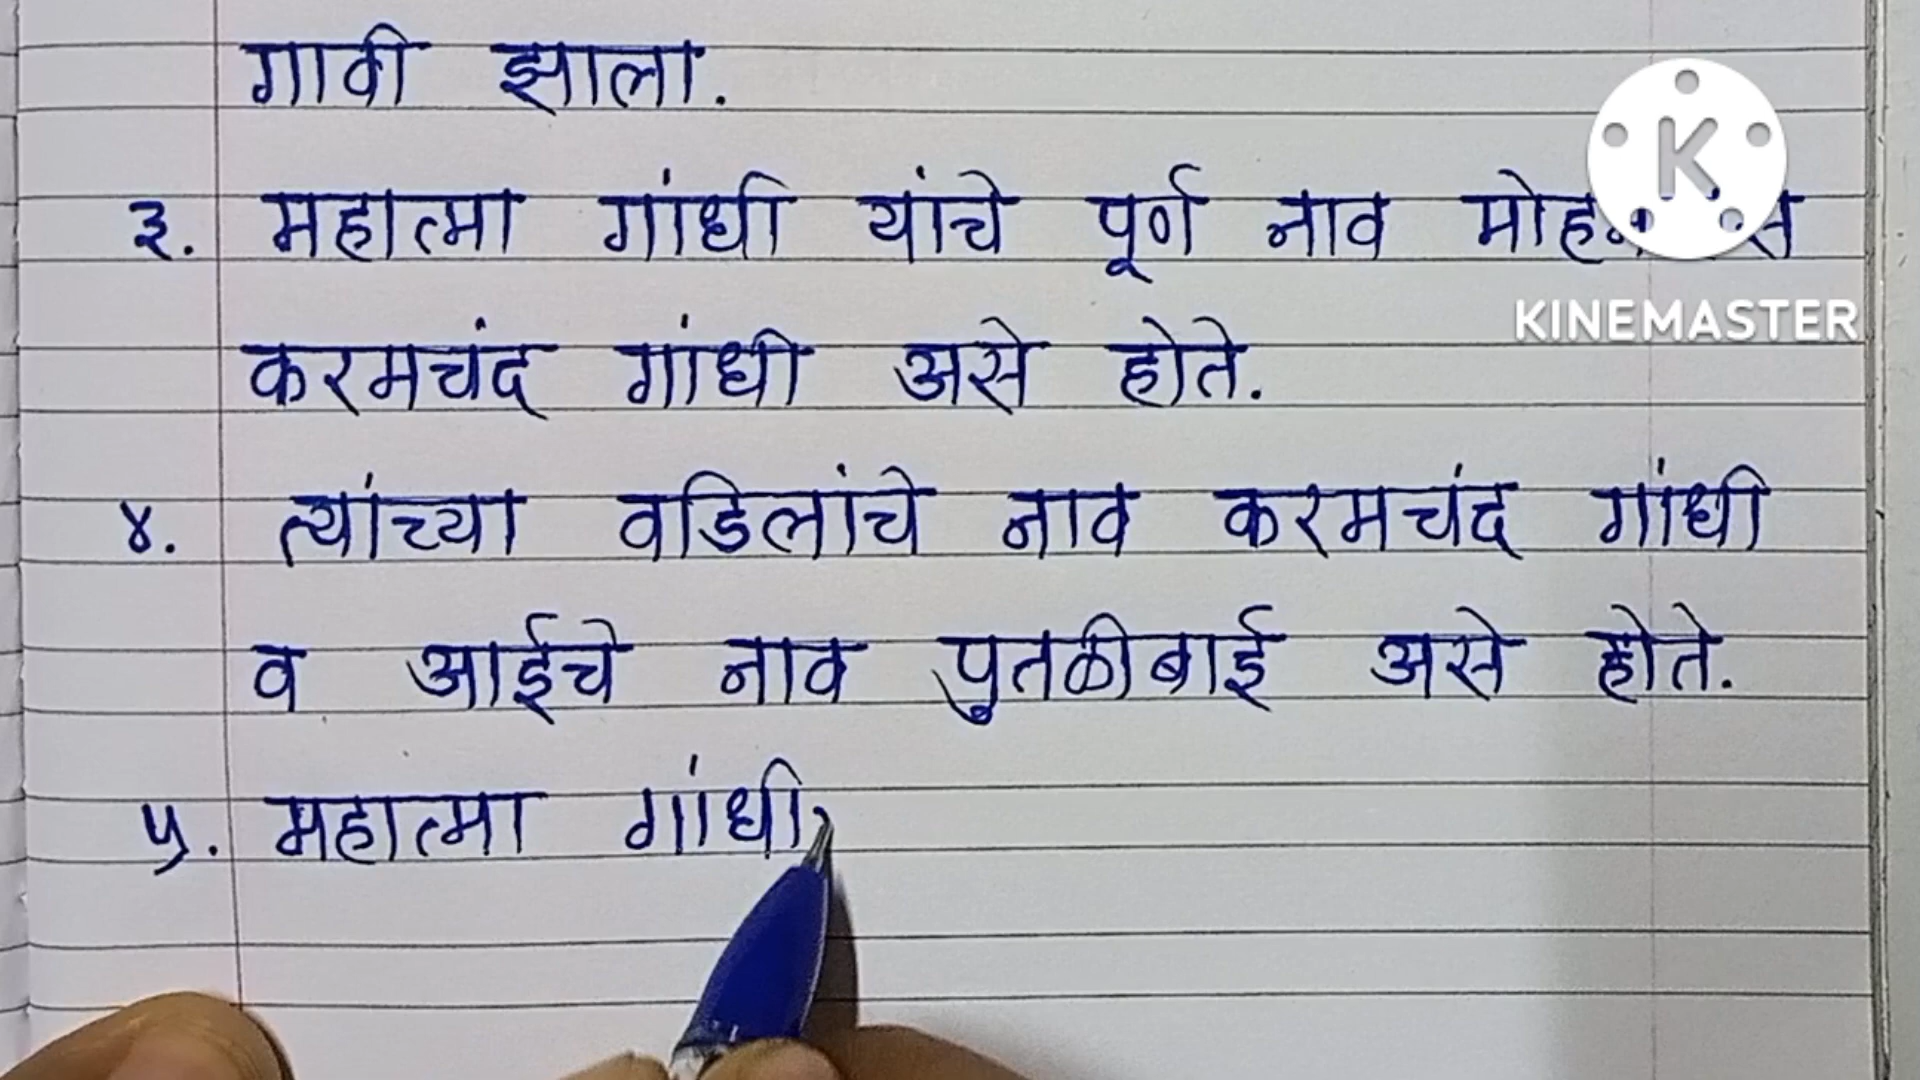 गावी झाला.
३. महात्मा गांधी यांचे पूर्ण नाव
करमचंद गांधी असे होते.
४. त्यांच्या वडिलांचे नाव करमचंद गांधी
व आईचे नाव पुतळीबाई असे होते.
५. महात्मा गांधी
K
KINEMASTER